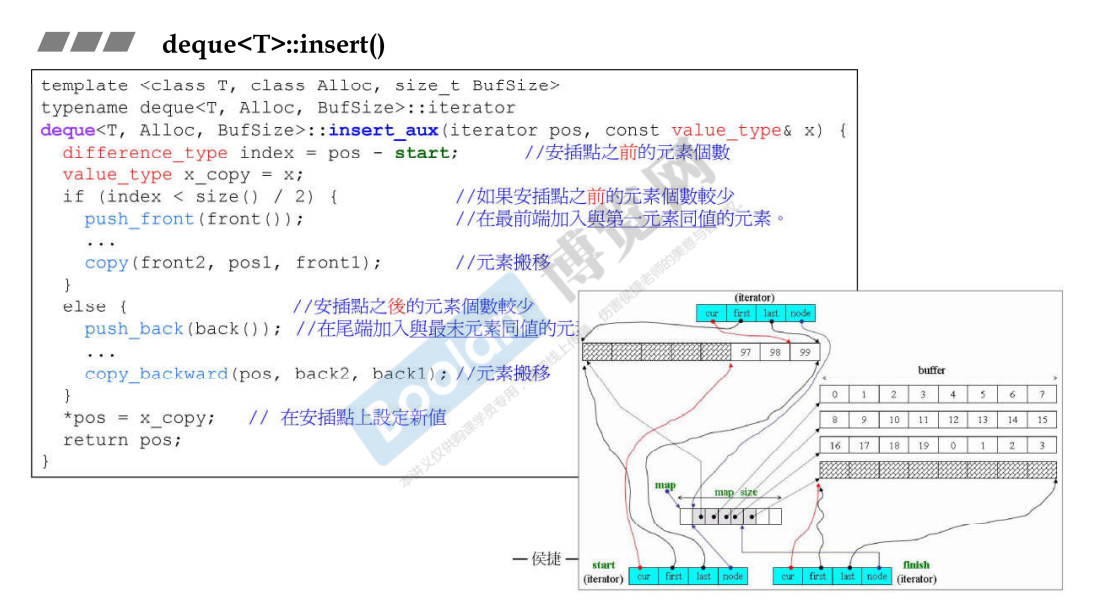 deque<T>::insert()
template <class T, class Alloc, size_t BufSize>
typename deque<T, Alloc, BufSize>::iterator
deque<T, Alloc, BufSize>::insert_aux(iterator pos, const value_type& x) {
difference_type index = pos - start; //安插點之前的元素個數
value_type x_copy = x;
if (index < size() / 2) { //如果安插點之前的元素個數較少
push_front(front()); //在最前端加入與第一元素同值的元素。
...
copy(front2, pos1, front1); //元素搬移
}
else { //安插點之後的元素個數較少
push_back(back()); //在尾端加入與最末元素同值的元
...
copy_backward(pos, back2, back1); //元素搬移
}
*pos = x_copy; // 在安插點上設定新值
return pos;
}
(iterator)
cur first last node
97 98 99
buffer
0 1 2 3 4 5 6 7
8 9 10 11 12 13 14 15
16 17 18 19 0 1 2 3
map
map size
start
(iterator)
cur first last node
cur first last node
finish
(iterator)
— 侯捷 —
Boolan
博览网